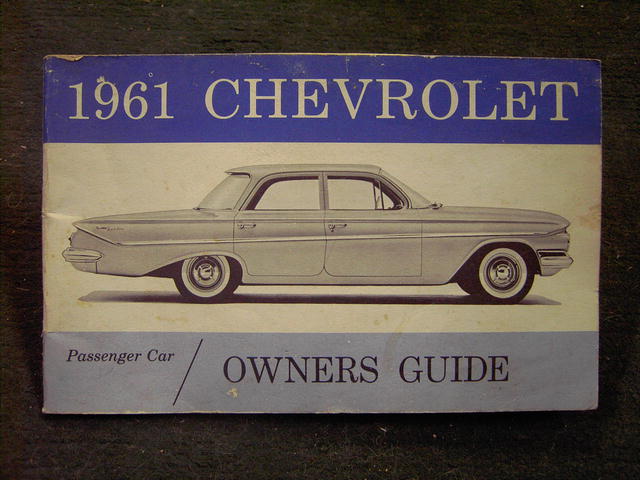 1961 CHEVROLET
Passenger Car / OWNERS GUIDE